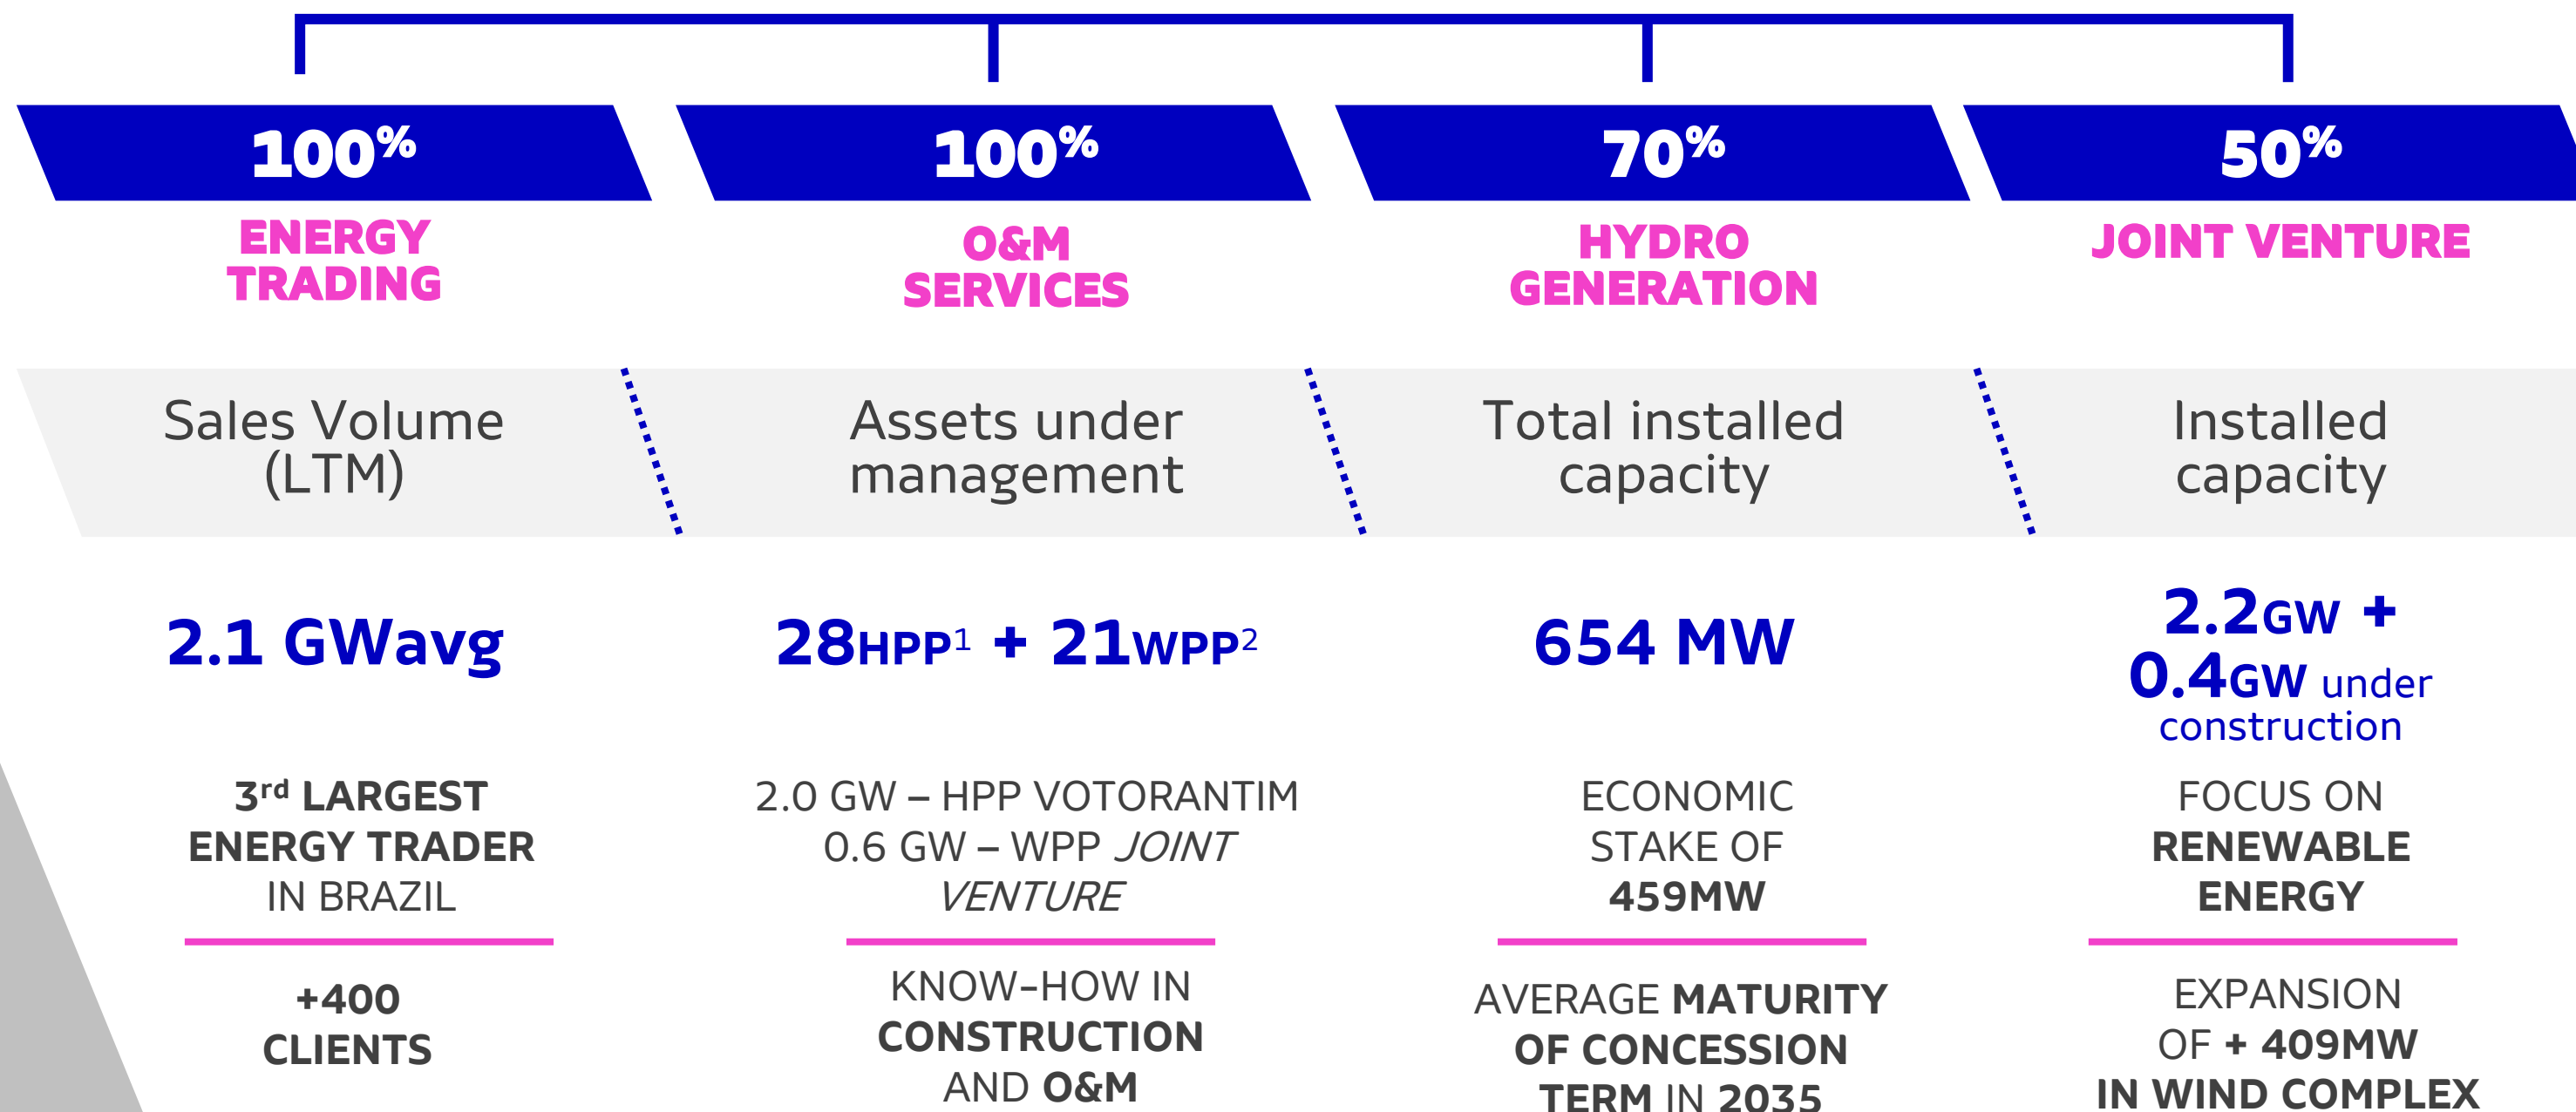 100%
ENERGY
TRADING
Sales Volume
(LTM)
2.1 GWavg
3rd LARGEST
ENERGY TRADER
IN BRAZIL
+400
CLIENTS
100%
O&M
SERVICES
Assets under
management
28HPP1 + 21WPP2
2.0 GW – HPP VOTORANTIM
0.6 GW – WPP JOINT
VENTURE
KNOW-HOW IN
CONSTRUCTION
AND O&M
70%
HYDRO
GENERATION
Total installed
capacity
654 MW
ECONOMIC
STAKE OF
459MW
AVERAGE MATURITY
OF CONCESSION
TERM IN 2035
50%
JOINT VENTURE
Installed
capacity
2.2GW +
0.4GW under
construction
FOCUS ON
RENEWABLE
ENERGY
EXPANSION
OF + 409MW
IN WIND COMPLEX